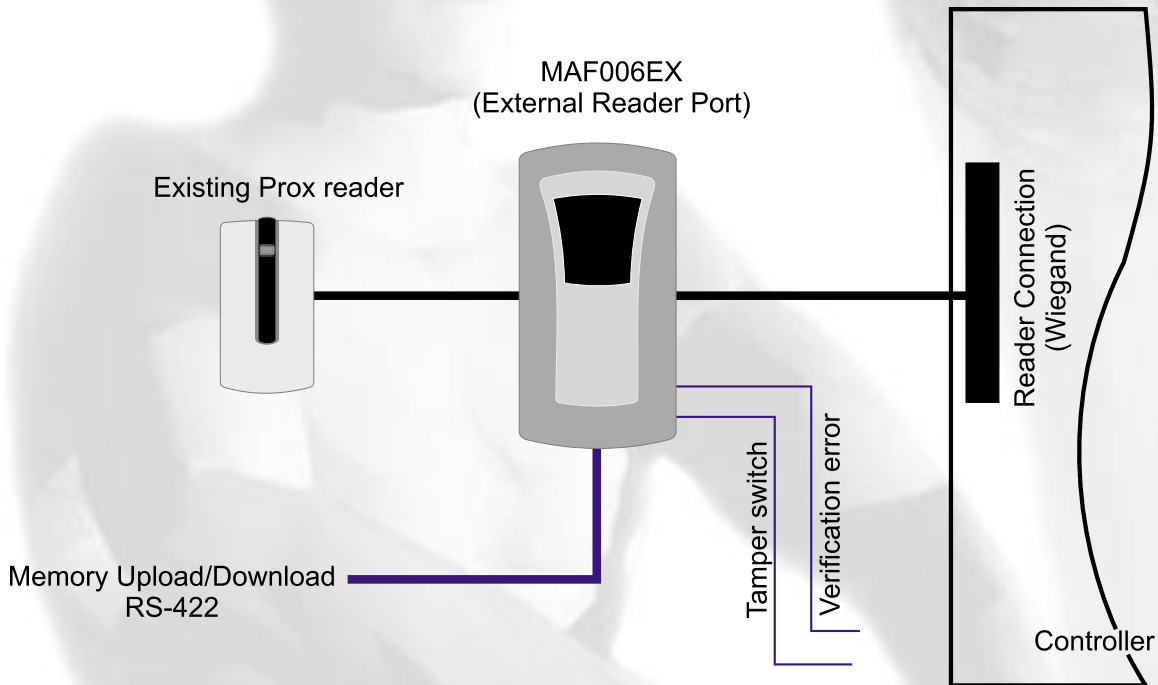 MAF006EX
(External Reader Port)
Existing Prox reader
Reader Connection
(Wiegand)
Tamper switch
Verification error
Memory Upload/Download
RS-422
Controller